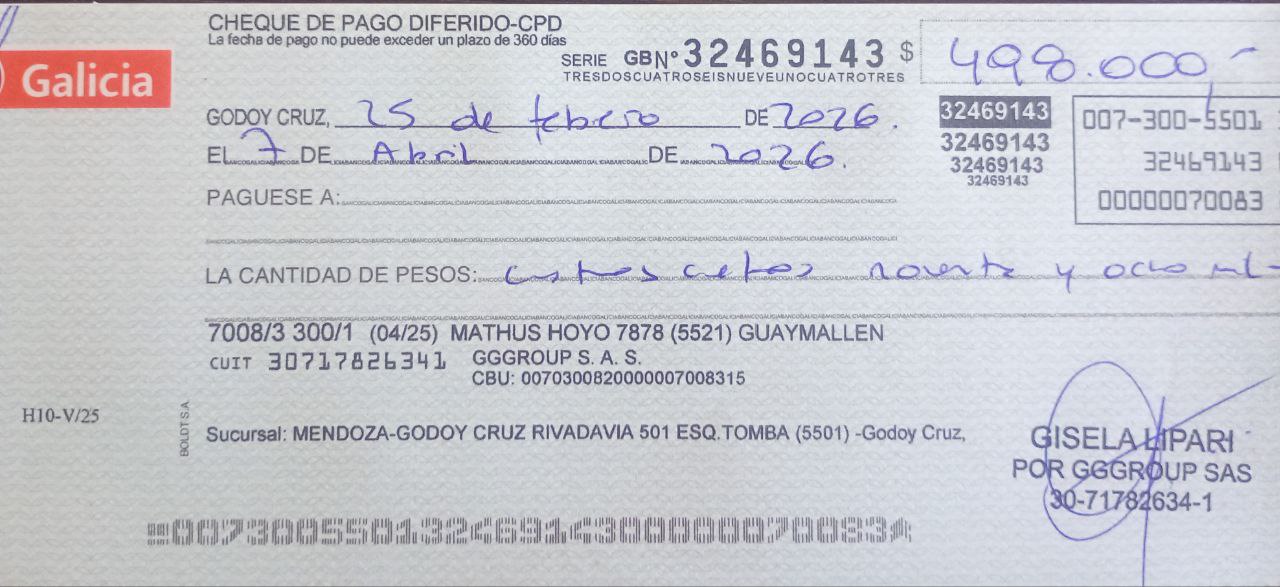 CHEQUE DE PAGO DIFERIDO-CPD
La fecha de pago no puede exceder un plazo de 360 días
Galicia
SERIE GB Nº 32469143 $ 498.000-
TRESDOSCUATROSEISNUEVEUNOCUATROTRES
GODOY CRUZ, 25 de febrero DE 2026.
EL 7 DE Abril DE 2026.
32469143
32469143
32469143
32469143
007-300-5501
32469143
00000070083
PAGUESE A:
LA CANTIDAD DE PESOS: noventa y ocho mil-
7008/3 300/1 (04/25) MATHUS HOYO 7878 (5521) GUAYMALLEN
CUIT 30717826341 GGGROUP S. A. S.
CBU: 0070300820000007008315
H10-V/25
BOLDT S.A.
Sucursal: MENDOZA-GODOY CRUZ RIVADAVIA 501 ESQ.TOMBA (5501) -Godoy Cruz,
GISELA LIPARI
POR GGGROUP SAS
30-71782634-1
00730055013246914300000070083